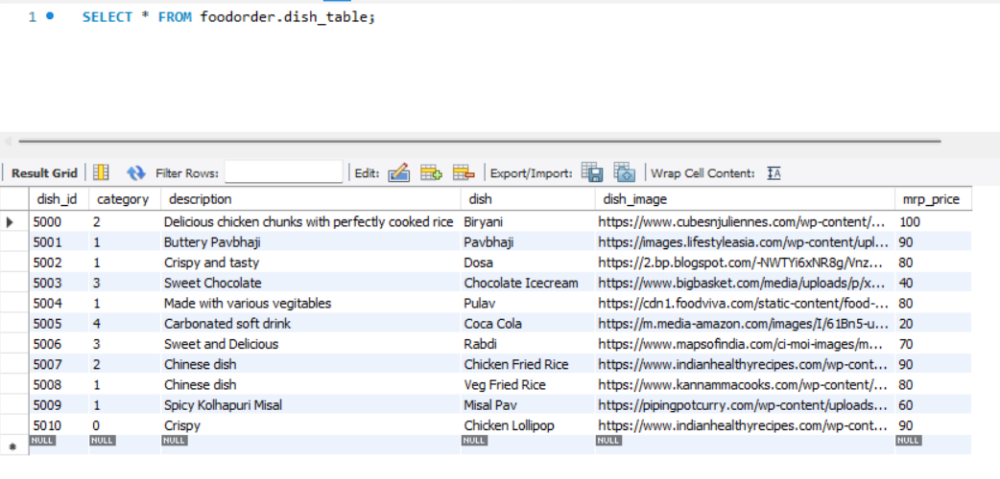 1 SELECT * FROM foodorder.dish_table;
Result Grid Filter Rows: Edit: Export/Import: Wrap Cell Content: IA
dish_id category description dish dish_image mrp_price
5000 2 Delicious chicken chunks with perfectly cooked rice Biryani https://www.cubesnjuliennes.com/wp-content/... 100
5001 1 Buttery Pavbhaji Pavbhaji https://images.lifestyleasia.com/wp-content/upl... 90
5002 1 Crispy and tasty Dosa https://2.bp.blogspot.com/-NWTYi6xNR8g/Vnz... 80
5003 3 Sweet Chocolate Chocolate Icecream https://www.bigbasket.com/media/uploads/p/x... 40
5004 1 Made with various vegitables Pulav https://cdn1.foodviva.com/static-content/food-... 80
5005 4 Carbonated soft drink Coca Cola https://m.media-amazon.com/images/I/61Bn5-u... 20
5006 3 Sweet and Delicious Rabdi https://www.mapsofindia.com/ci-moi-images/m... 70
5007 2 Chinese dish Chicken Fried Rice https://www.indianhealthyrecipes.com/wp-cont... 90
5008 1 Chinese dish Veg Fried Rice https://www.kannammacooks.com/wp-content/... 80
5009 1 Spicy Kolhapuri Misal Misal Pav https://pipingpotcurry.com/wp-content/uploads... 60
5010 0 Crispy Chicken Lollipop https://www.indianhealthyrecipes.com/wp-cont... 90
NULL NULL NULL NULL NULL NULL